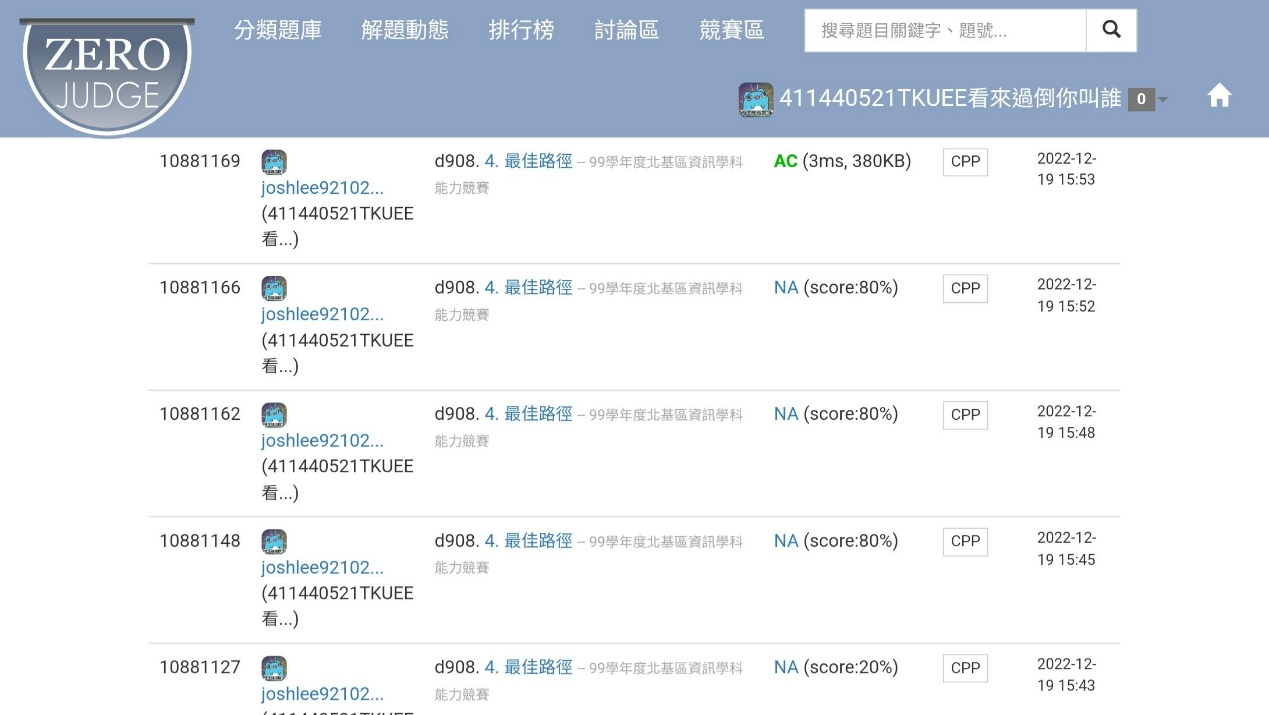 ZERO
JUDGE
分類題庫 解題動態 排行榜 討論區 競賽區 搜尋題目關鍵字、題號...
411440521TKUEE看來過倒你叫誰 0
10881169 d908. 4. 最佳路徑 -- 99學年度北基區資訊學科 AC (3ms, 380KB) CPP 2022-12-
joshlee92102... 能力競賽 19 15:53
(411440521TKUEE
看...)
10881166 d908. 4. 最佳路徑 -- 99學年度北基區資訊學科 NA (score:80%) CPP 2022-12-
joshlee92102... 能力競賽 19 15:52
(411440521TKUEE
看...)
10881162 d908. 4. 最佳路徑 -- 99學年度北基區資訊學科 NA (score:80%) CPP 2022-12-
joshlee92102... 能力競賽 19 15:48
(411440521TKUEE
看...)
10881148 d908. 4. 最佳路徑 -- 99學年度北基區資訊學科 NA (score:80%) CPP 2022-12-
joshlee92102... 能力競賽 19 15:45
(411440521TKUEE
看...)
10881127 d908. 4. 最佳路徑 -- 99學年度北基區資訊學科 NA (score:20%) CPP 2022-12-
joshlee92102... 能力競賽 19 15:43